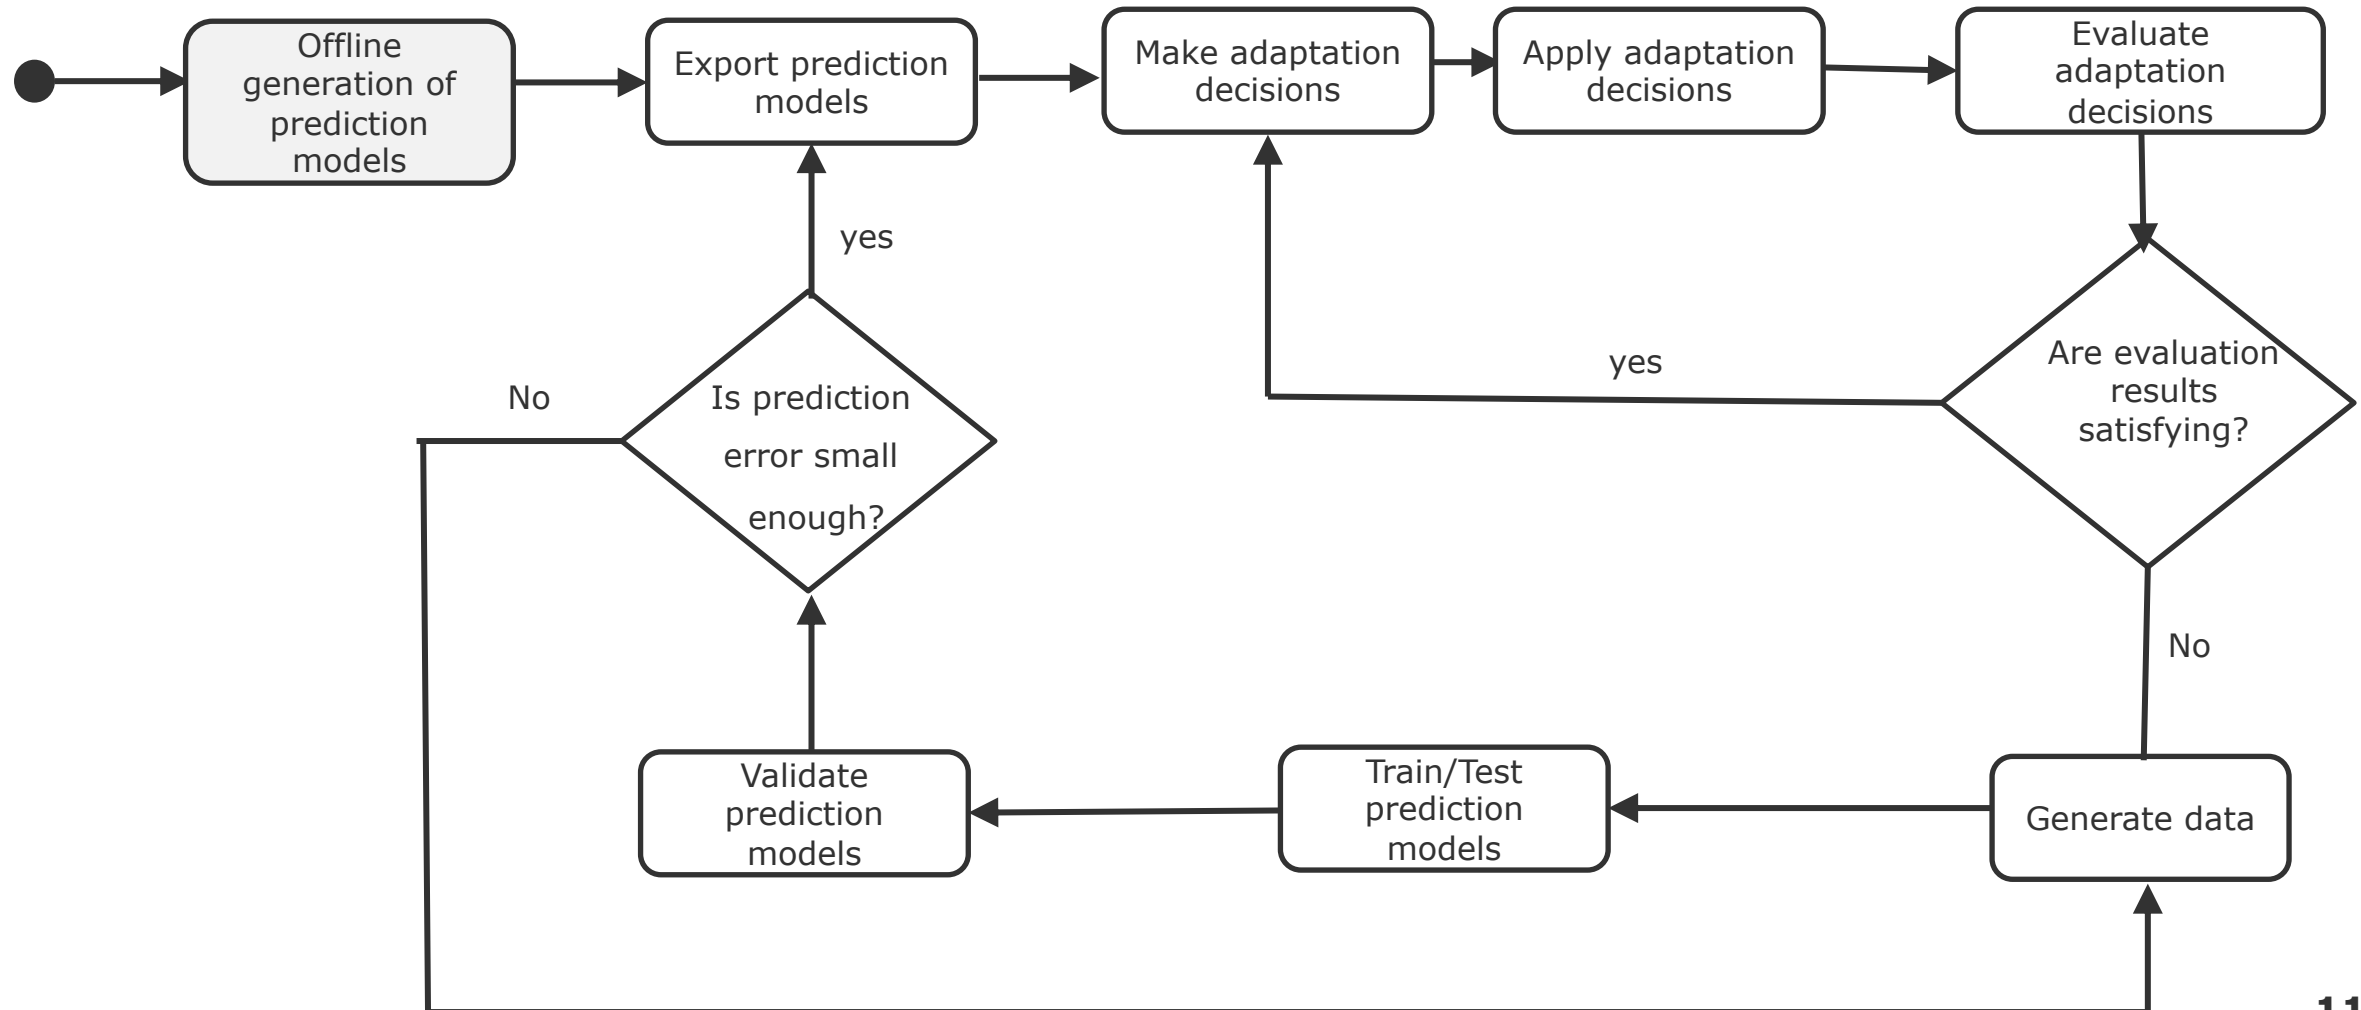 Offline
generation of
prediction
models
Export prediction
models
Make adaptation
decisions
Apply adaptation
decisions
Evaluate
adaptation
decisions
yes
No
Is prediction
error small
enough?
yes
Are evaluation
results
satisfying?
No
Validate
prediction
models
Train/Test
prediction
models
Generate data
11